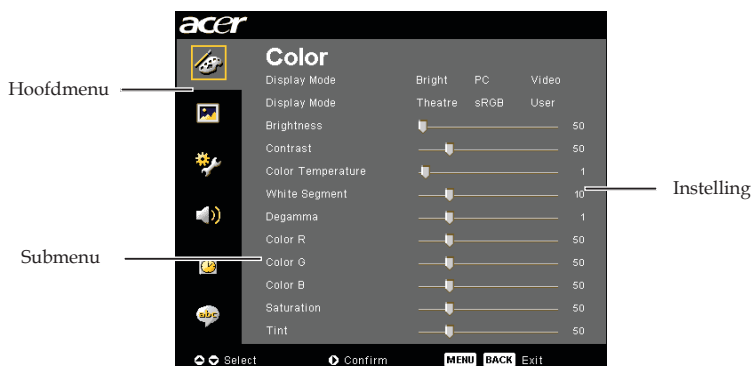 acer
Color
Display Mode Bright PC Video
Hoofdmenu
Display Mode Theatre sRGB User
Brightness 50
Contrast 50
Color Temperature 1
White Segment 10
Instelling
Degamma 1
Color R 50
Submenu
Color G 50
Color B 50
Saturation 50
abc
Tint 50
Select Confirm MENU BACK Exit